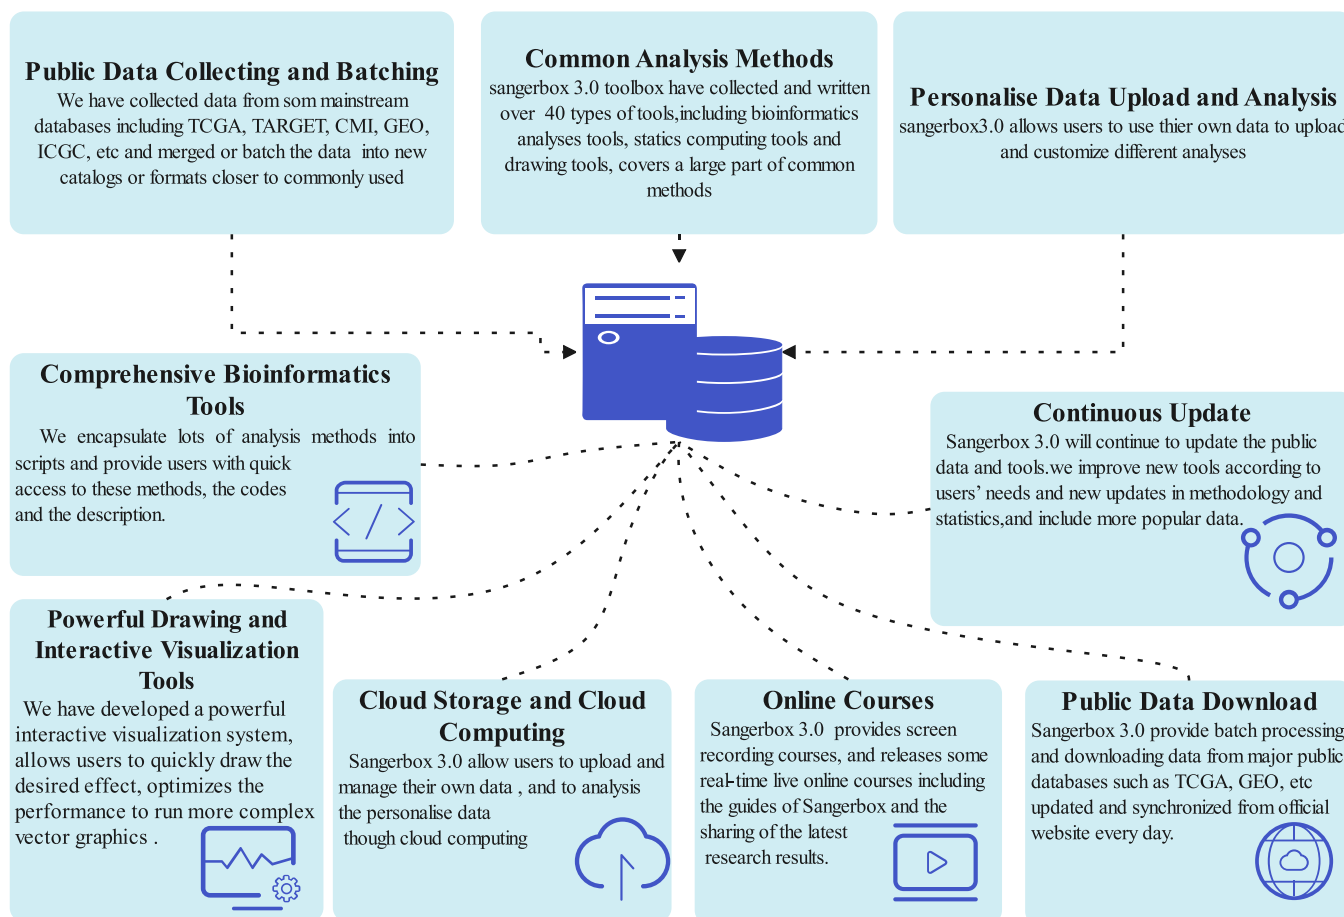 Public Data Collecting and Batching
We have collected data from som mainstream
databases including TCGA, TARGET, CMI, GEO,
ICGC, etc and merged or batch the data into new
catalogs or formats closer to commonly used
Common Analysis Methods
sangerbox 3.0 toolbox have collected and written
over 40 types of tools,including bioinformatics
analyses tools, statics computing tools and
drawing tools, covers a large part of common
methods
Personalise Data Upload and Analysis
sangerbox3.0 allows users to use thier own data to upload
and customize different analyses
Comprehensive Bioinformatics
Tools
We encapsulate lots of analysis methods into
scripts and provide users with quick
access to these methods, the codes
and the description.
Continuous Update
Sangerbox 3.0 will continue to update the public
data and tools.we improve new tools according to
users’ needs and new updates in methodology and
statistics,and include more popular data.
Powerful Drawing and
Interactive Visualization
Tools
We have developed a powerful
interactive visualization system,
allows users to quickly draw the
desired effect, optimizes the
performance to run more complex
vector graphics .
Cloud Storage and Cloud
Computing
Sangerbox 3.0 allow users to upload and
manage their own data , and to analysis
the personalise data
though cloud computing
Online Courses
Sangerbox 3.0 provides screen
recording courses, and releases some
real-time live online courses including
the guides of Sangerbox and the
sharing of the latest
research results.
Public Data Download
Sangerbox 3.0 provide batch processing
and downloading data from major public
databases such as TCGA, GEO, etc
updated and synchronized from official
website every day.